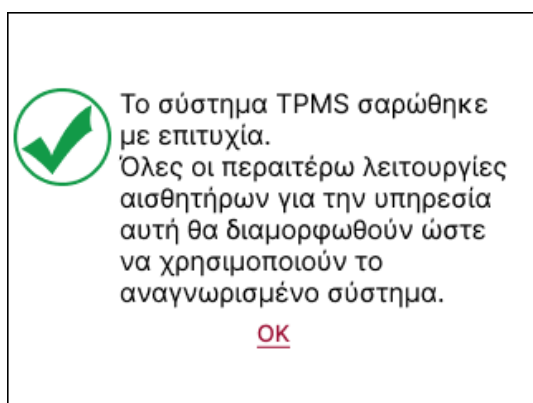 Το σύστημα TPMS σαρώθηκε
με επιτυχία.
Όλες οι περαιτέρω λειτουργίες
αισθητήρων για την υπηρεσία
αυτή θα διαμορφωθούν ώστε
να χρησιμοποιούν το
αναγνωρισμένο σύστημα.
OK